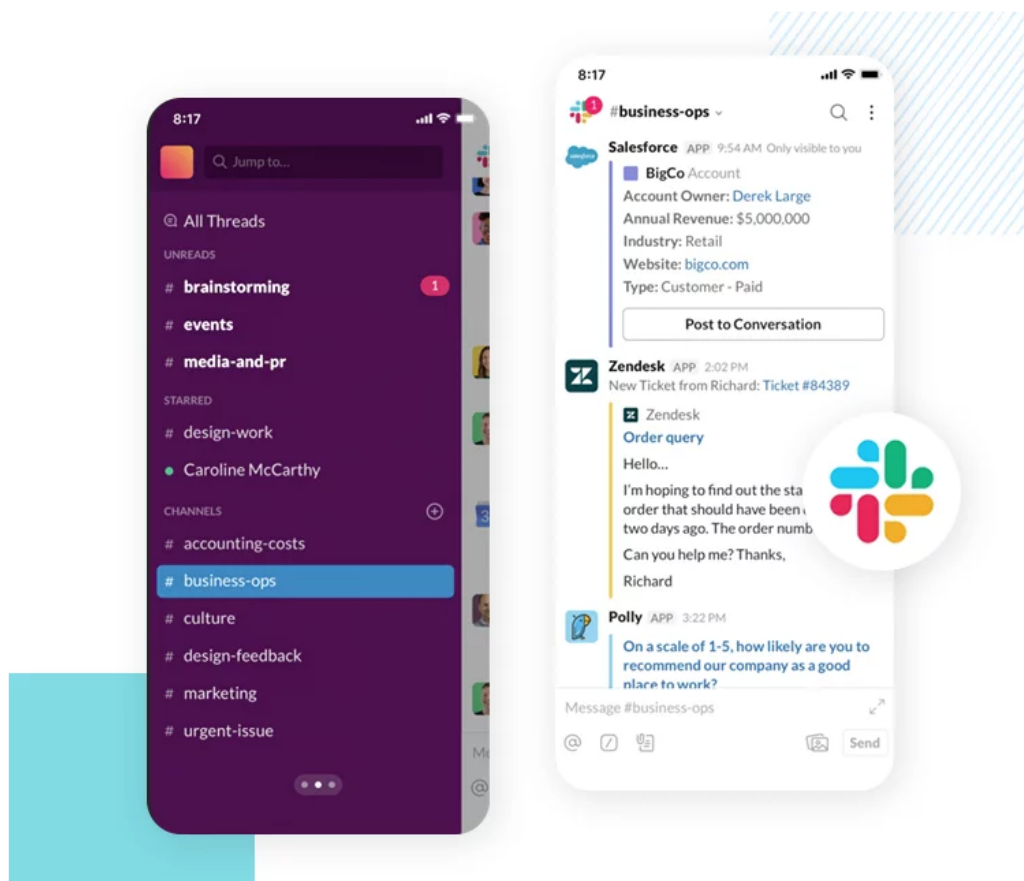 8:17
Jump to...
All Threads
UNREADS
# brainstorming 1
# events
# media-and-pr
STARRED
# design-work
Caroline McCarthy
CHANNELS
# accounting-costs
# business-ops
# culture
# design-feedback
# marketing
# urgent-issue
3
@
8:17
1 #business-ops
salesforce
Salesforce APP 9:54 AM Only visible to you
BigCo Account
Account Owner: Derek Large
Annual Revenue: $5,000,000
Industry: Retail
Website: bigco.com
Type: Customer - Paid
Post to Conversation
Zendesk APP 2:02 PM
New Ticket from Richard: Ticket #84389
Zendesk
Order query
Hello...
I'm hoping to find out the
order that should have been
two days ago. The order
Can you help me? Thanks,
Richard
Polly APP 3:22 PM
On a scale of 1-5, how likely are you to
recommend our company as a good
place to work?
Message #business-ops
@ Send